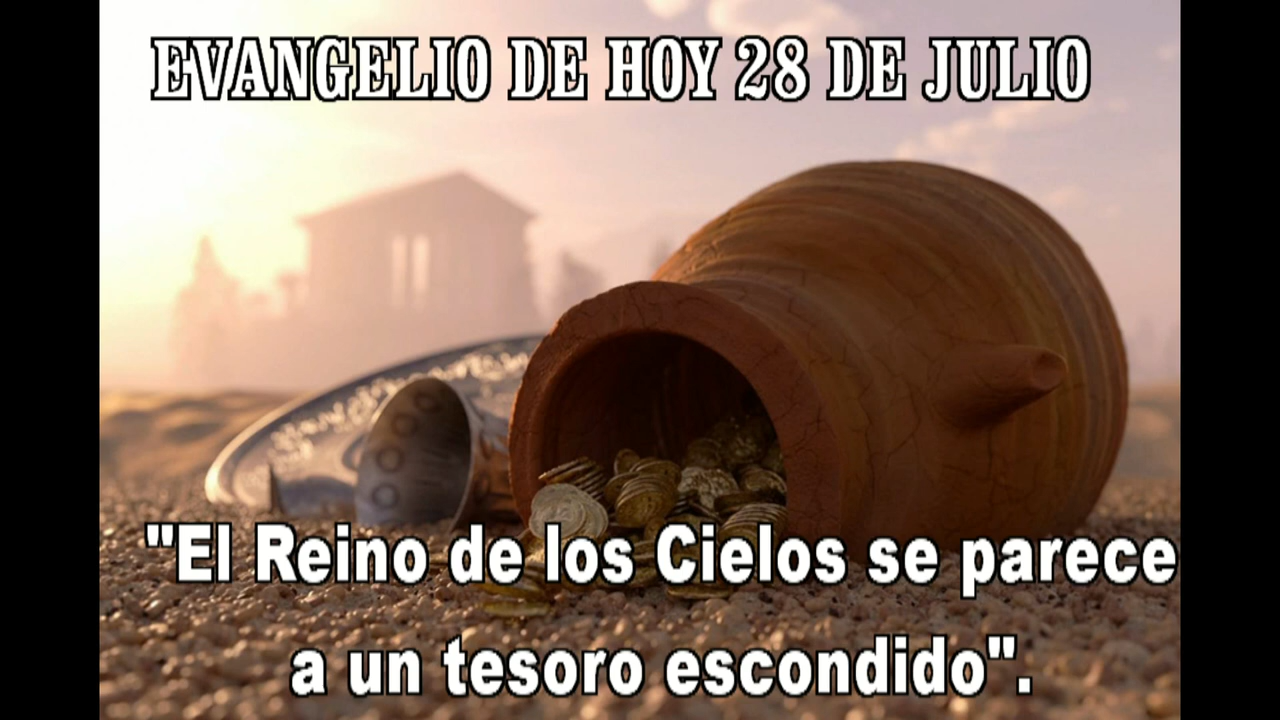 EVANGELIO DE HOY 28 DE JULIO
"El Reino de los Cielos se parece
a un tesoro escondido".